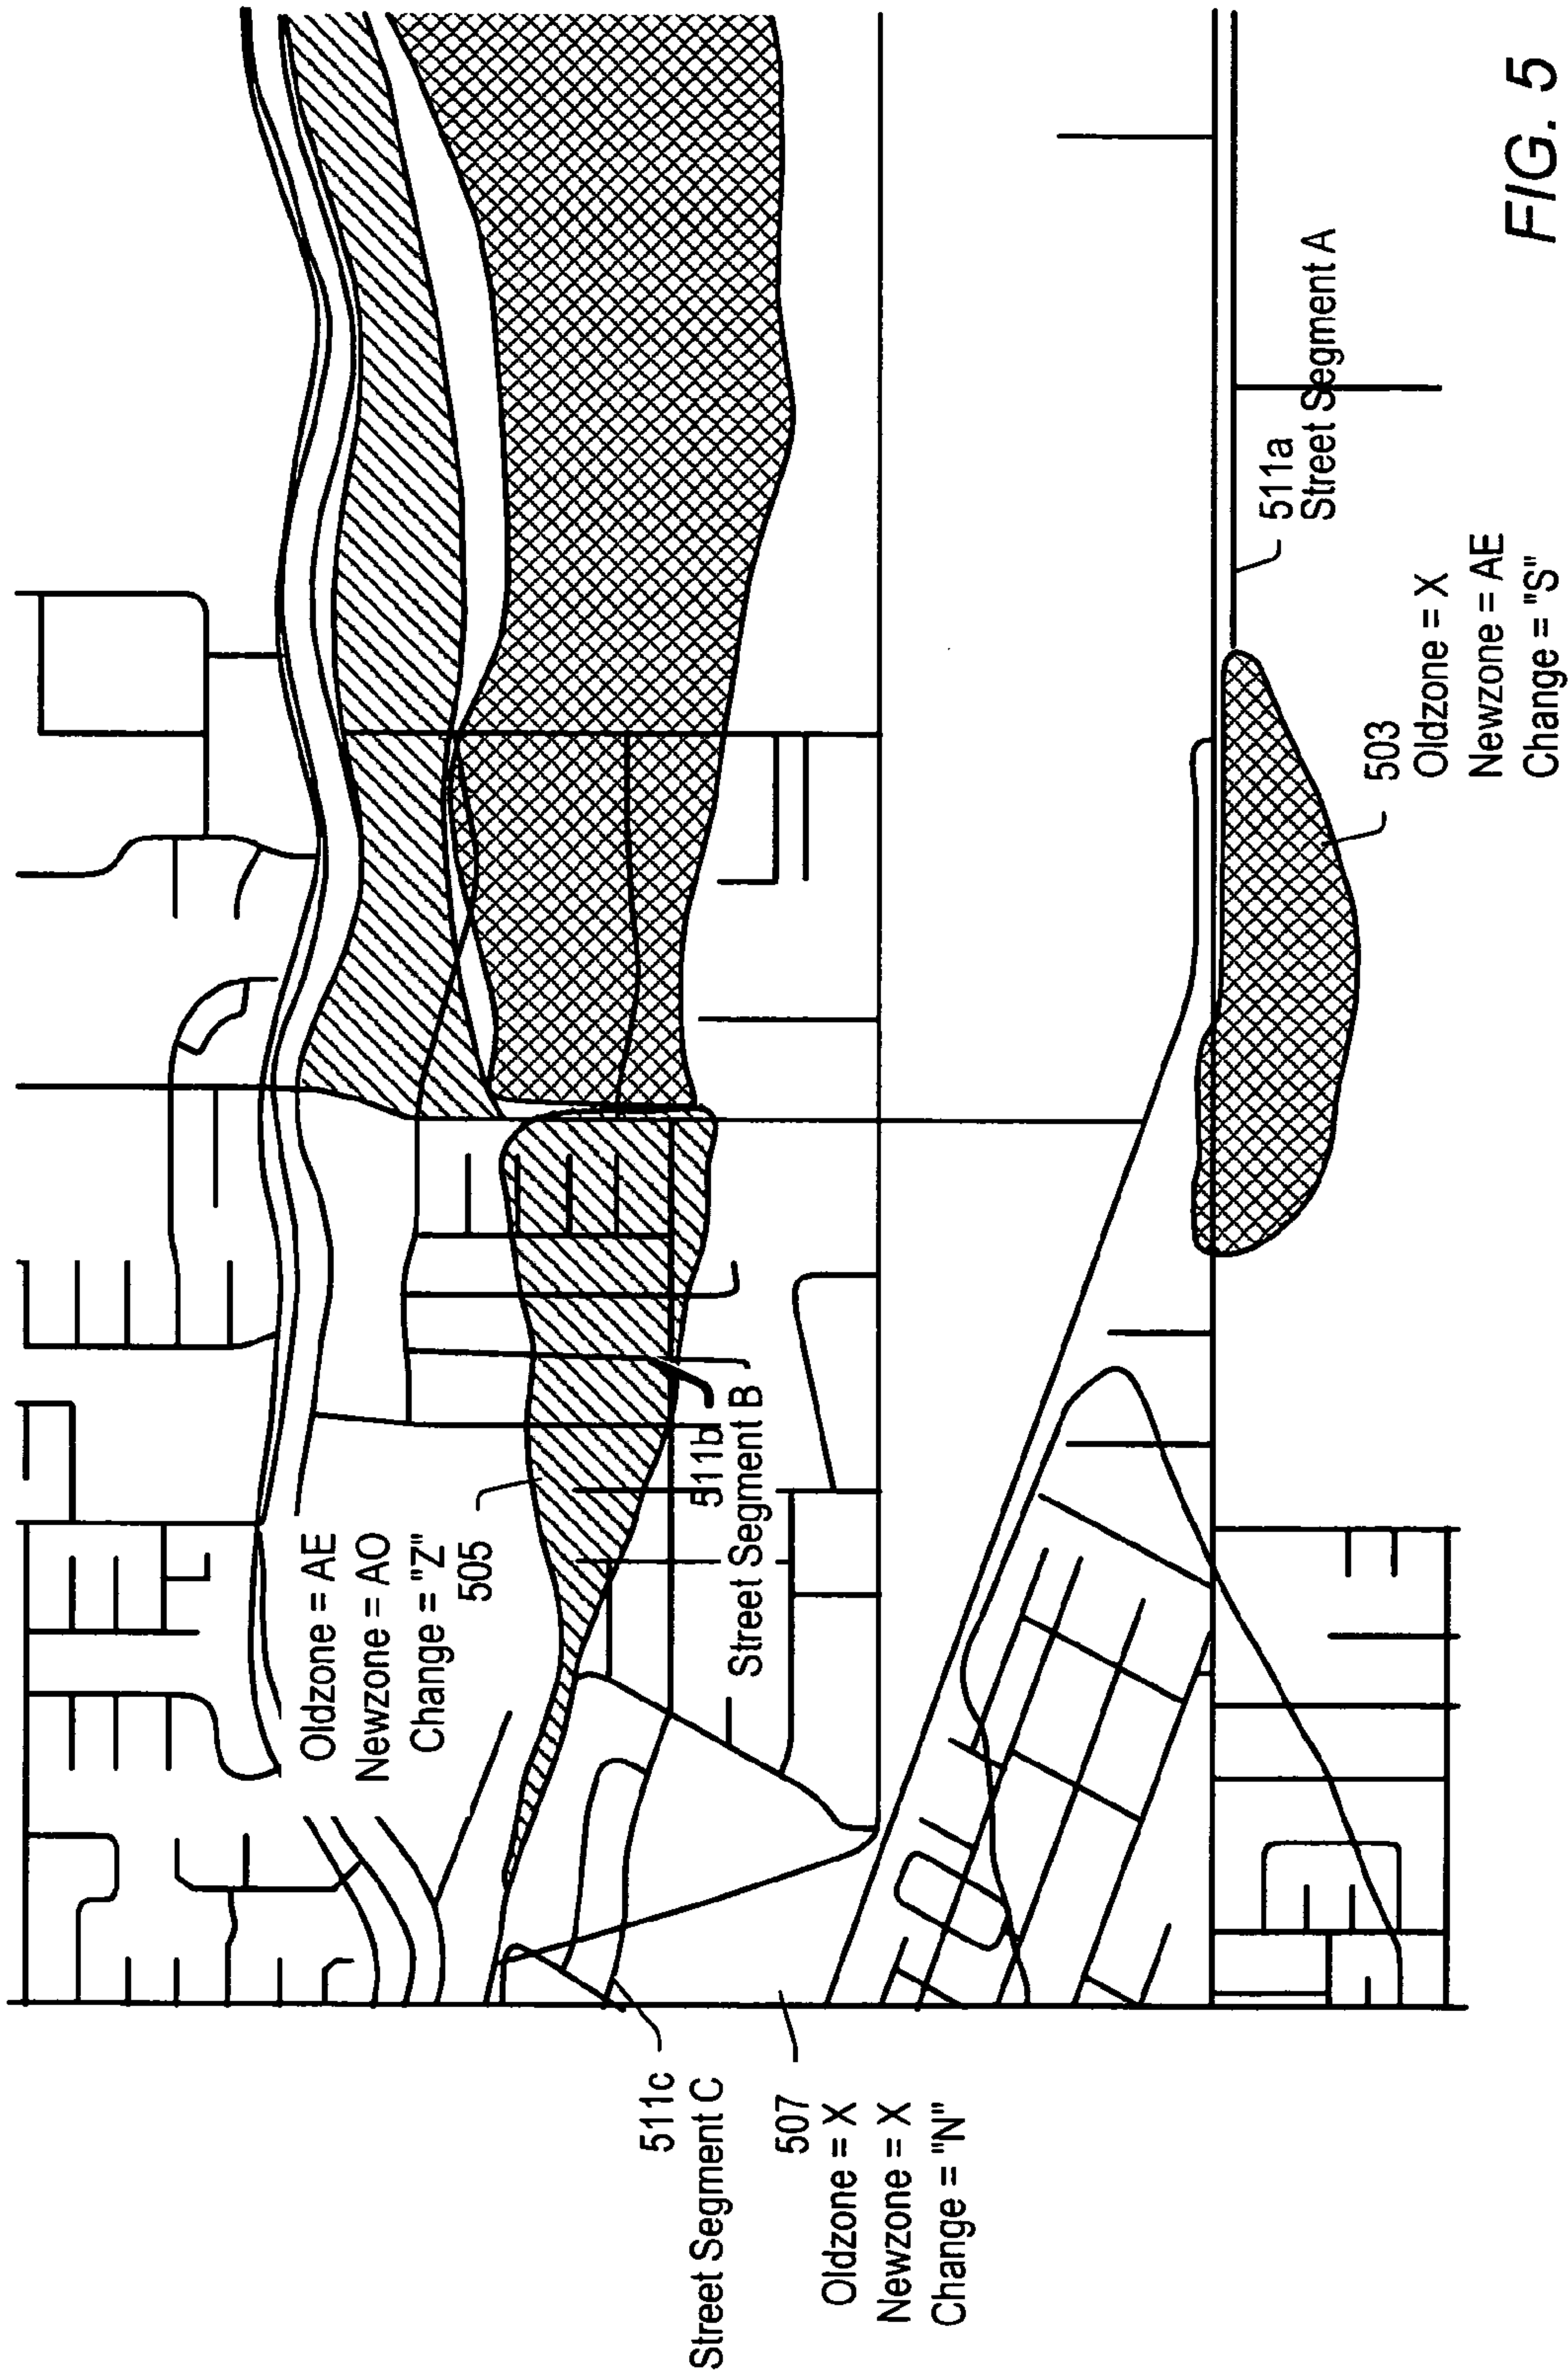 511c
Street Segment C
507
Oldzone = X
Newzone = X
Change = "N"
Oldzone = AE
Newzone = AO
Change = "Z"
505
511b
Street Segment B
511a
Street Segment A
503
Oldzone = X
Newzone = AE
Change = "S"
FIG. 5